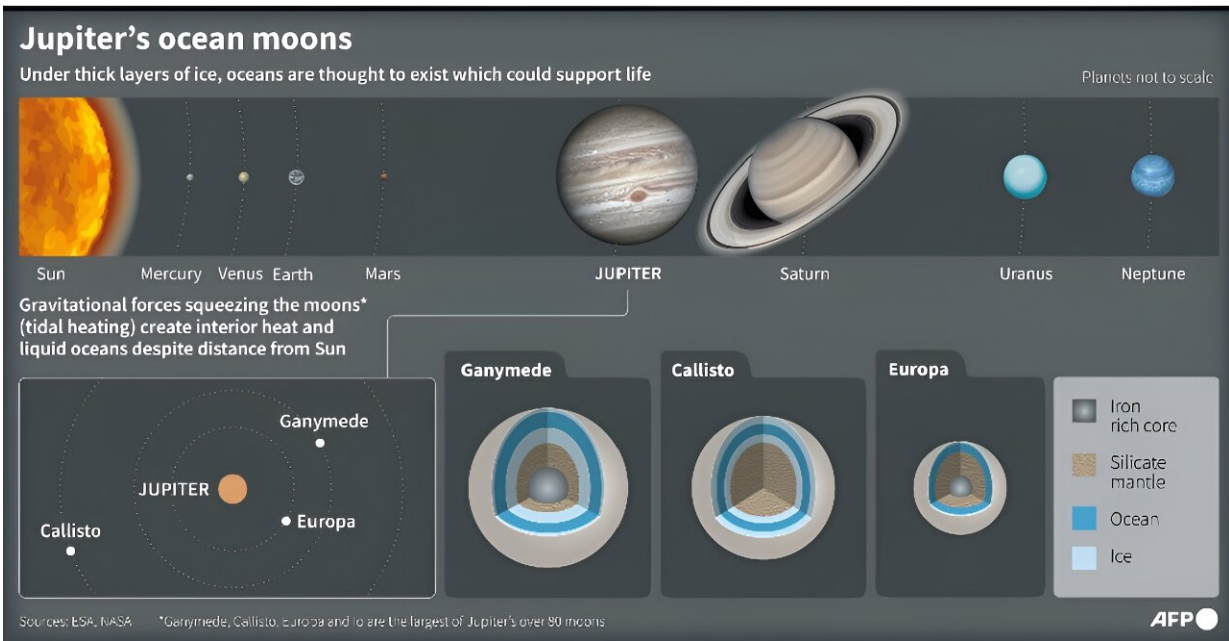 Jupiter's ocean moons
Under thick layers of ice, oceans are thought to exist which could support life
Planets not to scale
Sun
Mercury
Venus
Earth
Mars
JUPITER
Saturn
Uranus
Neptune
Gravitational forces squeezing the moons*
(tidal heating) create interior heat and
liquid oceans despite distance from Sun
Ganymede
JUPITER
Europa
Callisto
Ganymede
Callisto
Europa
Iron
rich core
Silicate
mantle
Ocean
Ice
Sources: ESA, NASA
*Ganymede, Callisto, Europa and Io are the largest of Jupiter's over 90 moons
AFP